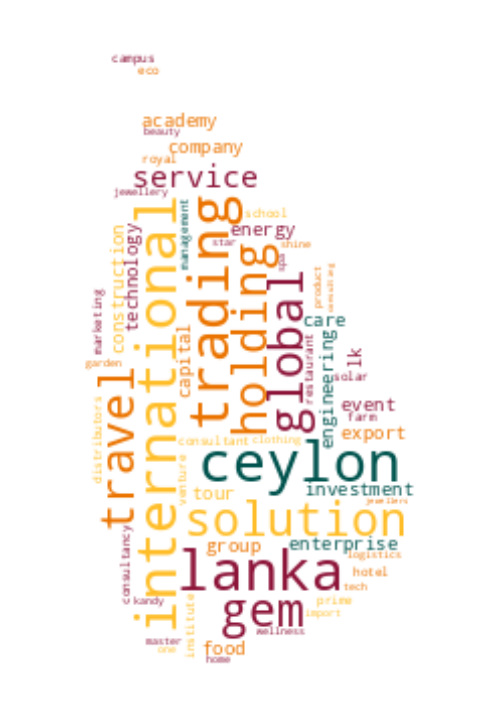 campus
eco
academy
beauty
company
royal
service
jewellery
international
management
trading
school
energy
star
shine
holding
spa
global
product
consulting
construction
technology
marketing
capital
care
engineering
restaurant
lk
solar
garden
travel
event
farm
distributors
export
consultant
clothing
ceylon
venture
tour
investment
jewellers
solution
consultancy
group
enterprise
logistics
lanka
hotel
tech
kandy
institute
gem
prime
import
wellness
master
one
food
home